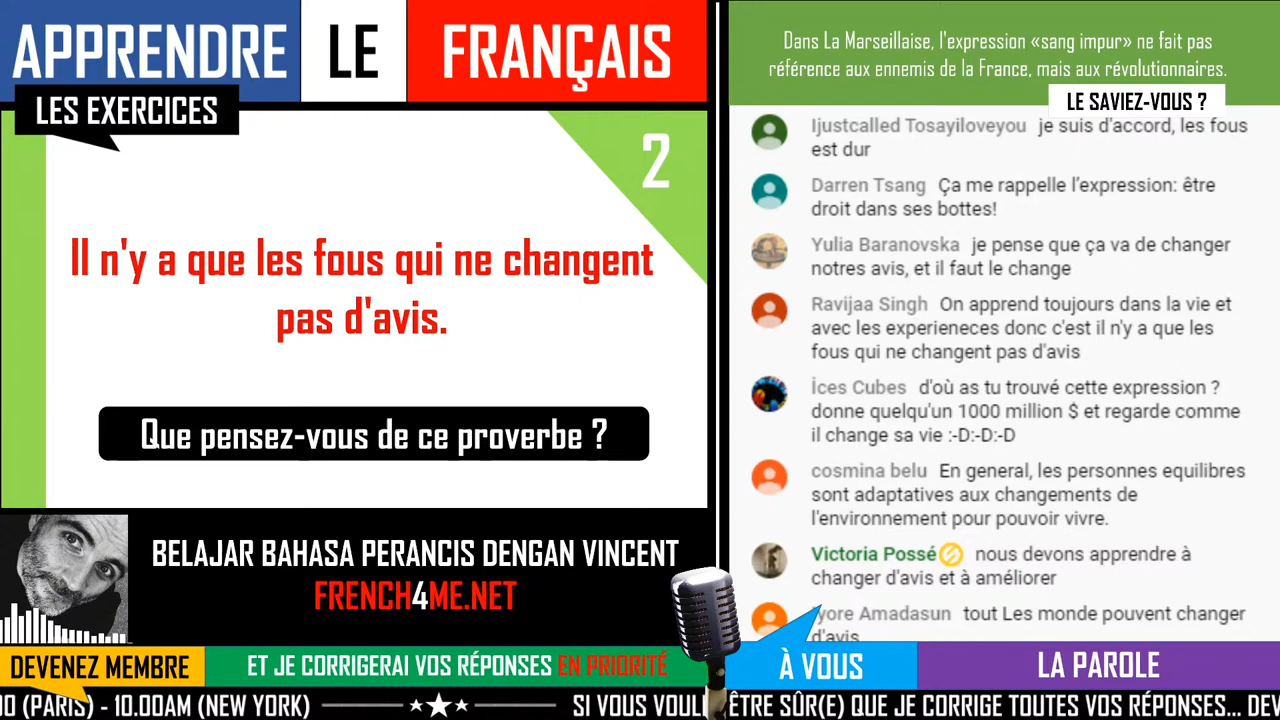 APPRENDRE LE FRANÇAIS
LES EXERCICES
2
Il n'y a que les fous qui ne changent
pas d'avis.
Que pensez-vous de ce proverbe ?
BELAJAR BAHASA PERANCIS DENGAN VINCENT
FRENCH4ME.NET
DEVENEZ MEMBRE
ET JE CORRIGERAI VOS RÉPONSES EN PRIORITÉ
Dans La Marseillaise, l'expression «sang impur» ne fait pas
référence aux ennemis de la France, mais aux révolutionnaires.
LE SAVIEZ-VOUS ?
Ijustcalled Tosayiloveyou je suis d'accord, les fous
est dur
Darren Tsang Ça me rappelle l'expression: être
droit dans ses bottes!
Yulia Baranovska je pense que ça va de changer
notres avis, et il faut le change
Ravijaa Singh On apprend toujours dans la vie et
avec les experieneces donc c'est il n'y a que les
fous qui ne changent pas d'avis
İces Cubes d'où as tu trouvé cette expression ?
donne quelqu'un 1000 million $ et regarde comme
il change sa vie :-D:-D:-D
cosmina belu En general, les personnes equilibres
sont adaptatives aux changements de
l'environnement pour pouvoir vivre.
Victoria Possé nous devons apprendre à
changer d'avis et à améliorer
Amadasun tout Les monde pouvent changer
d'avis
À VOUS LA PAROLE
(PARIS) - 10.00AM (NEW YORK) SI VOUS ÊTRE SÛR(E) QUE JE CORRIGE TOUTES VOS RÉPONSES...